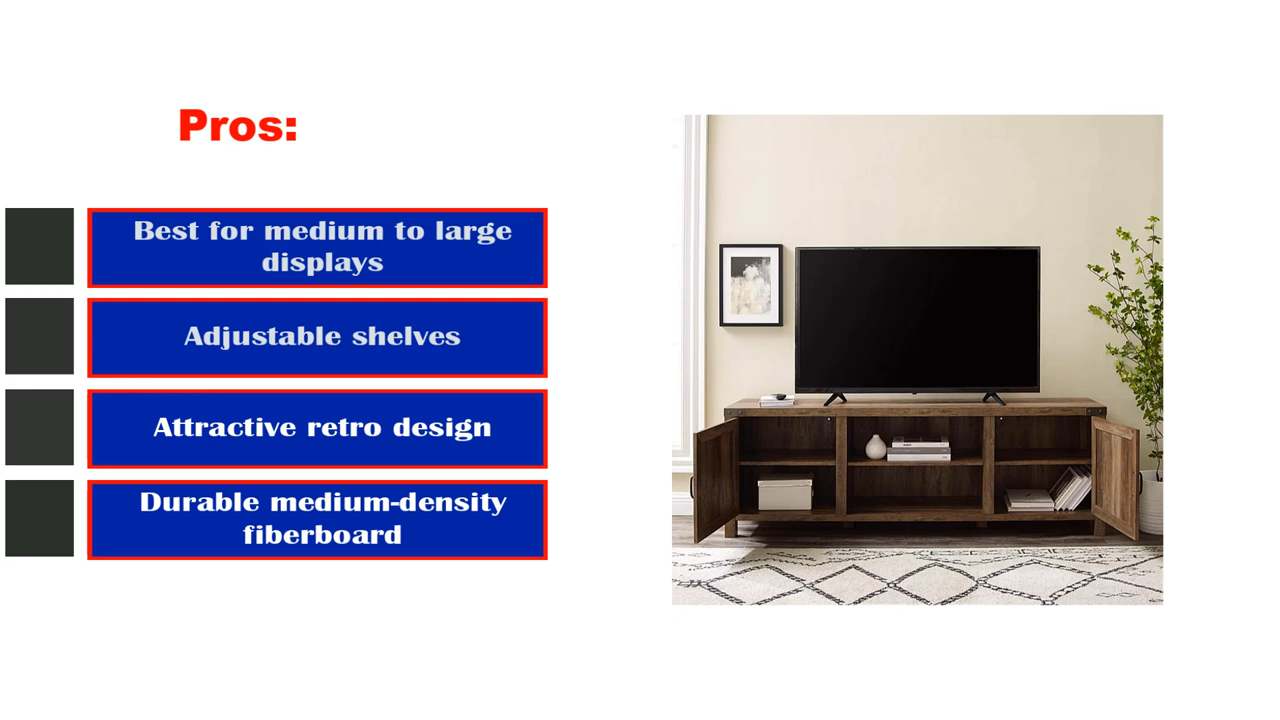 Pros:
Best for medium to large
displays
Adjustable shelves
Attractive retro design
Durable medium-density
fiberboard